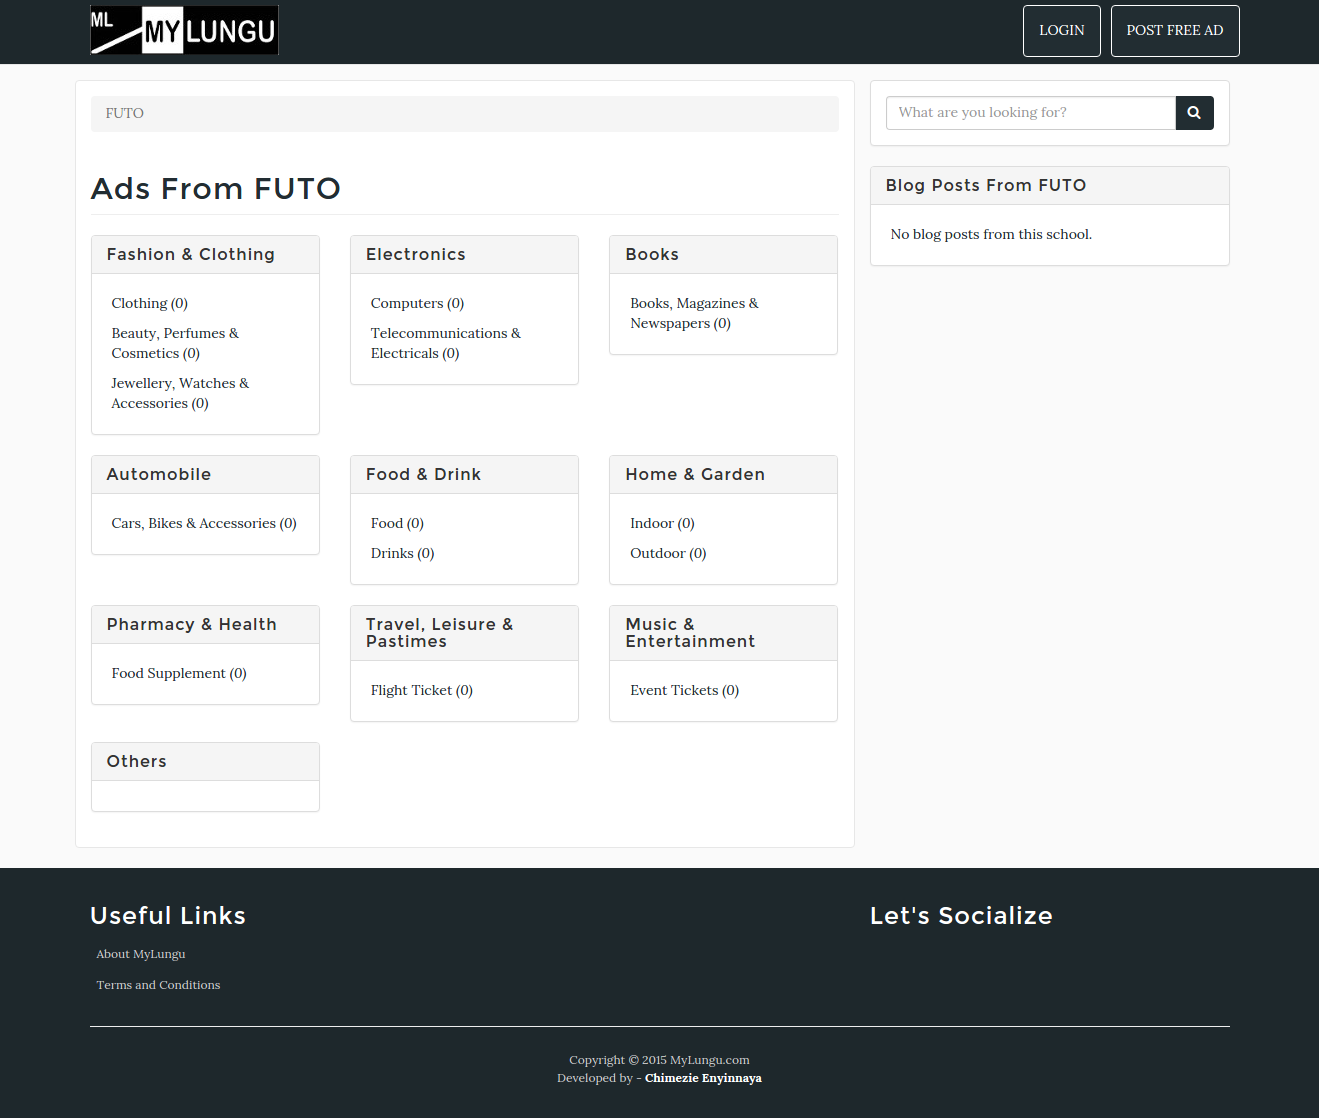 ML MY LUNGU
LOGIN
POST FREE AD
FUTO
Ads From FUTO
Fashion & Clothing
Clothing (0)
Beauty, Perfumes &
Cosmetics (0)
Jewellery, Watches &
Accessories (0)
Electronics
Computers (0)
Telecommunications &
Electricals (0)
Books
Books, Magazines &
Newspapers (0)
Automobile
Cars, Bikes & Accessories (0)
Food & Drink
Food (0)
Drinks (0)
Home & Garden
Indoor (0)
Outdoor (0)
Pharmacy & Health
Food Supplement (0)
Travel, Leisure &
Pastimes
Flight Ticket (0)
Music &
Entertainment
Event Tickets (0)
Others
What are you looking for?
Blog Posts From FUTO
No blog posts from this school.
Useful Links
About MyLungu
Terms and Conditions
Let's Socialize
Copyright © 2015 MyLungu.com
Developed by - Chimezie Enyinnaya